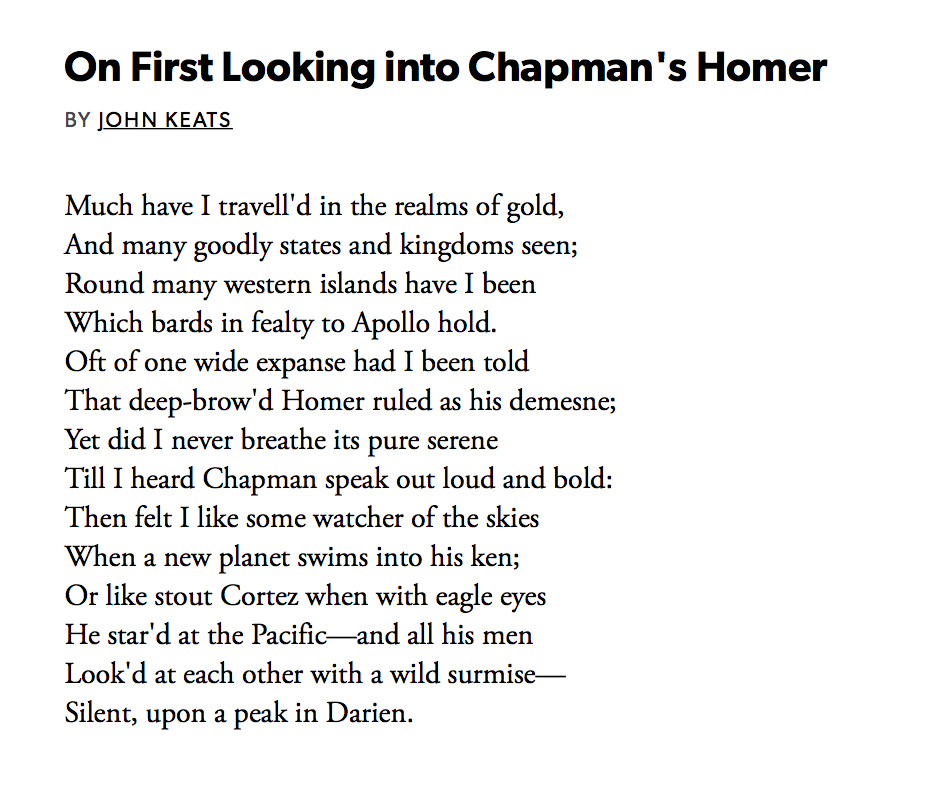 On First Looking into Chapman's Homer
BY JOHN KEATS
Much have I travell'd in the realms of gold,
And many goodly states and kingdoms seen;
Round many western islands have I been
Which bards in fealty to Apollo hold.
Oft of one wide expanse had I been told
That deep-brow'd Homer ruled as his demesne;
Yet did I never breathe its pure serene
Till I heard Chapman speak out loud and bold:
Then felt I like some watcher of the skies
When a new planet swims into his ken;
Or like stout Cortez when with eagle eyes
He star'd at the Pacific—and all his men
Look'd at each other with a wild surmise—
Silent, upon a peak in Darien.